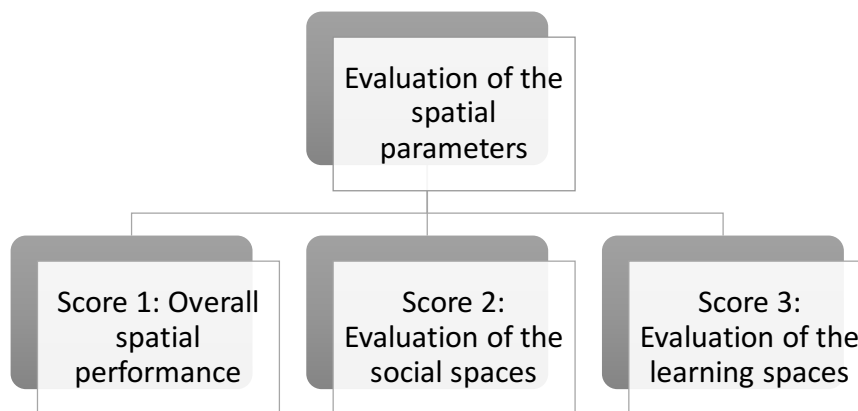 Evaluation of the
spatial
parameters
Score 1: Overall
spatial
performance
Score 2:
Evaluation of the
social spaces
Score 3:
Evaluation of the
learning spaces